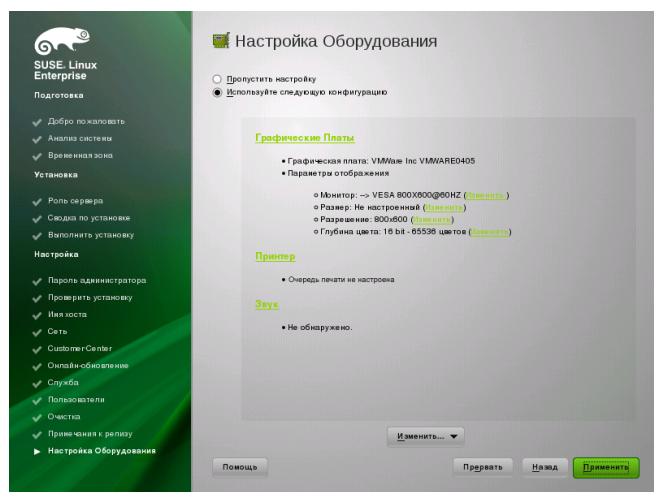 SUSE. Linux
Enterprise
Подготовка
Добро пожаловать
Анализ системы
Временная зона
Установка
Роль сервера
Сводка по установке
Выполнить установку
Настройка
Пароль администратора
Проверить установку
Имя хоста
Сеть
Customer Center
Онлайн-обновление
Служба
Пользователи
Очистка
Примечания к релизу
Настройка Оборудования
Настройка Оборудования
Пропустить настройку
Используйте следующую конфигурацию
Графические Платы
Графическая плата: VMWare Inc VMWARE0405
Параметры отображения
Монитор: --> VESA 800X600@60HZ (Изменить)
Размер: Не настроенный (Изменить)
Разрешение: 800x600 (Изменить)
Глубина цвета: 16 bit - 65536 цветов (Изменить)
Принтер
Очередь печати не настроена
Звук
Не обнаружено.
Изменить...
Помощь
Прервать
Назад
Применить